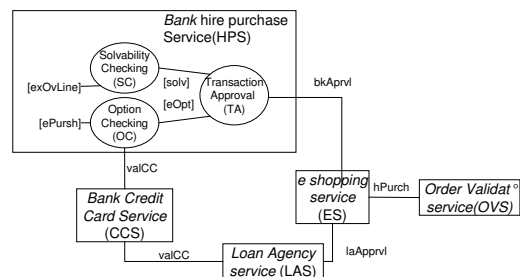 Bank hire purchase
Service(HPS)
Solvability
Checking
(SC)
[exOvLine]
[solv]
Transaction
Approval
(TA)
bkAprvl
[eOpt]
[ePursh]
Option
Checking
(OC)
valCC
e shopping
service
(ES)
hPurch
Order Validat°
service(OVS)
Bank Credit
Card Service
(CCS)
valCC
Loan Agency
service (LAS)
laApprvl